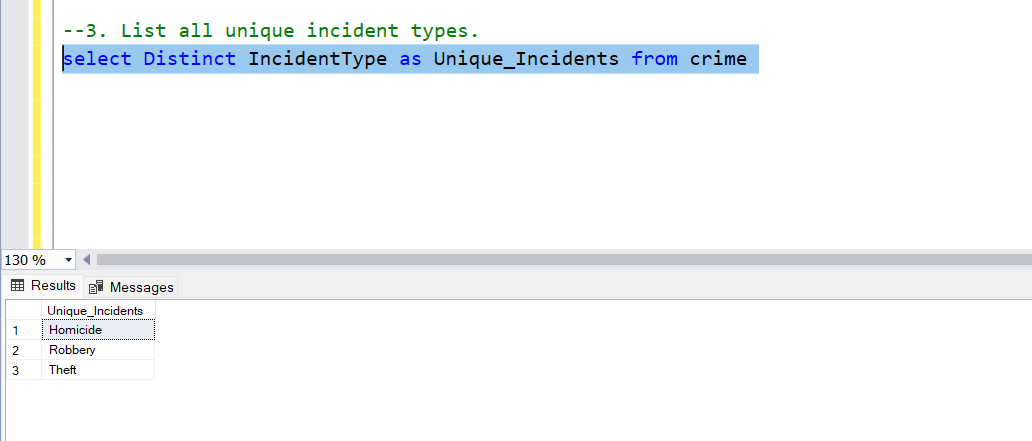 --3. List all unique incident types.
select Distinct IncidentType as Unique_Incidents from crime
130 %
Results Messages
Unique_Incidents
1 Homicide
2 Robbery
3 Theft